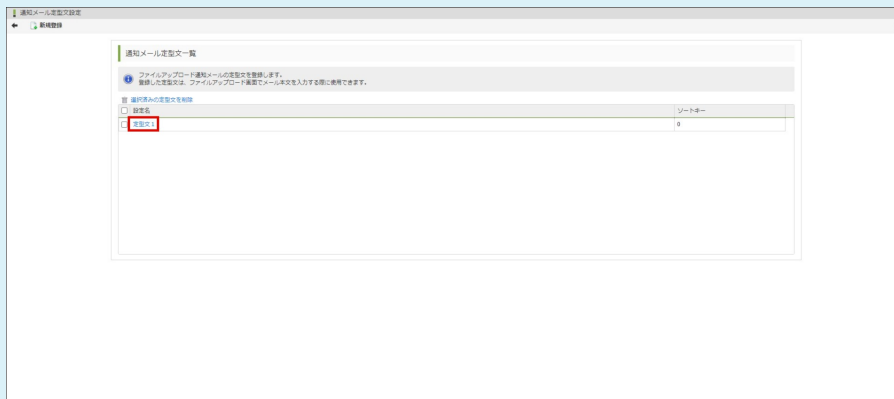 通知メール定型文設定
新規登録
通知メール定型文一覧
ファイルアップロード通知メールの定型文を登録します。
登録した定型文は、ファイルアップロード画面でメール本文を入力する際に使用できます。
選択済みの定型文を削除
設定名 ソートキー
定型文1 0